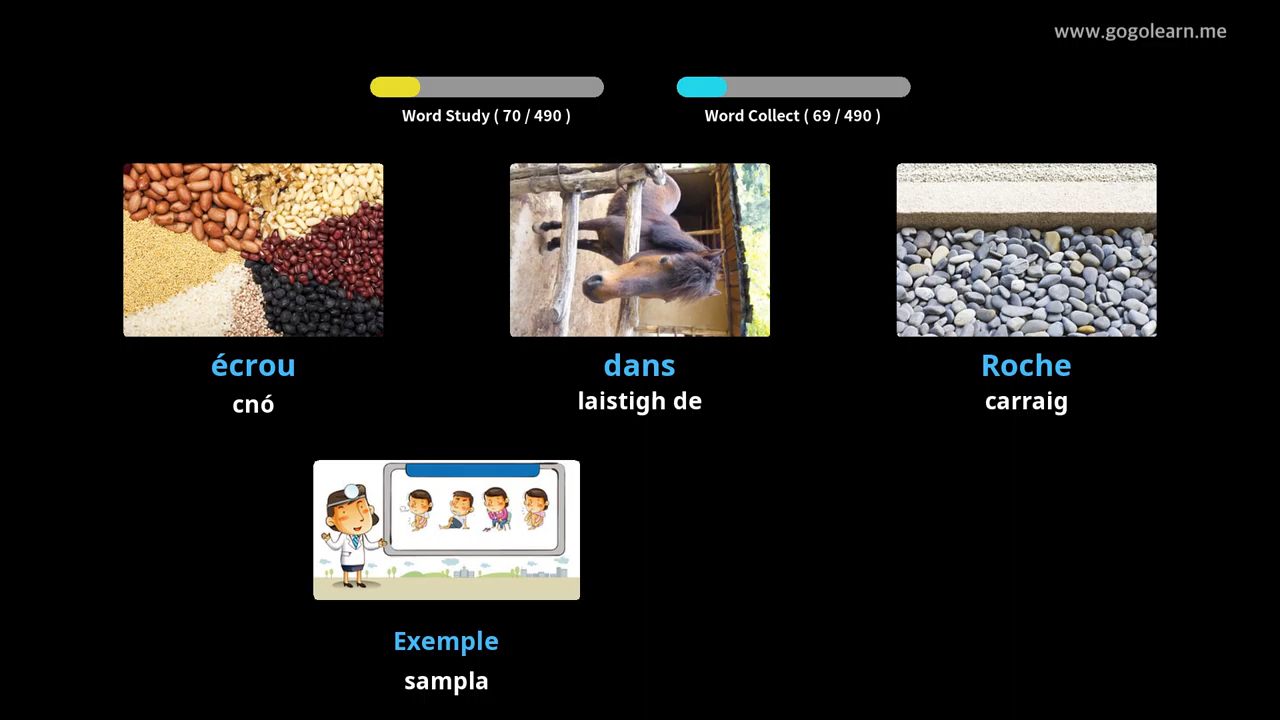 www.gogolearn.me
Word Study ( 70 / 490 )
Word Collect ( 69 / 490 )
écrou
dans
Roche
cnó
laistigh de
carraig
Exemple
sampla